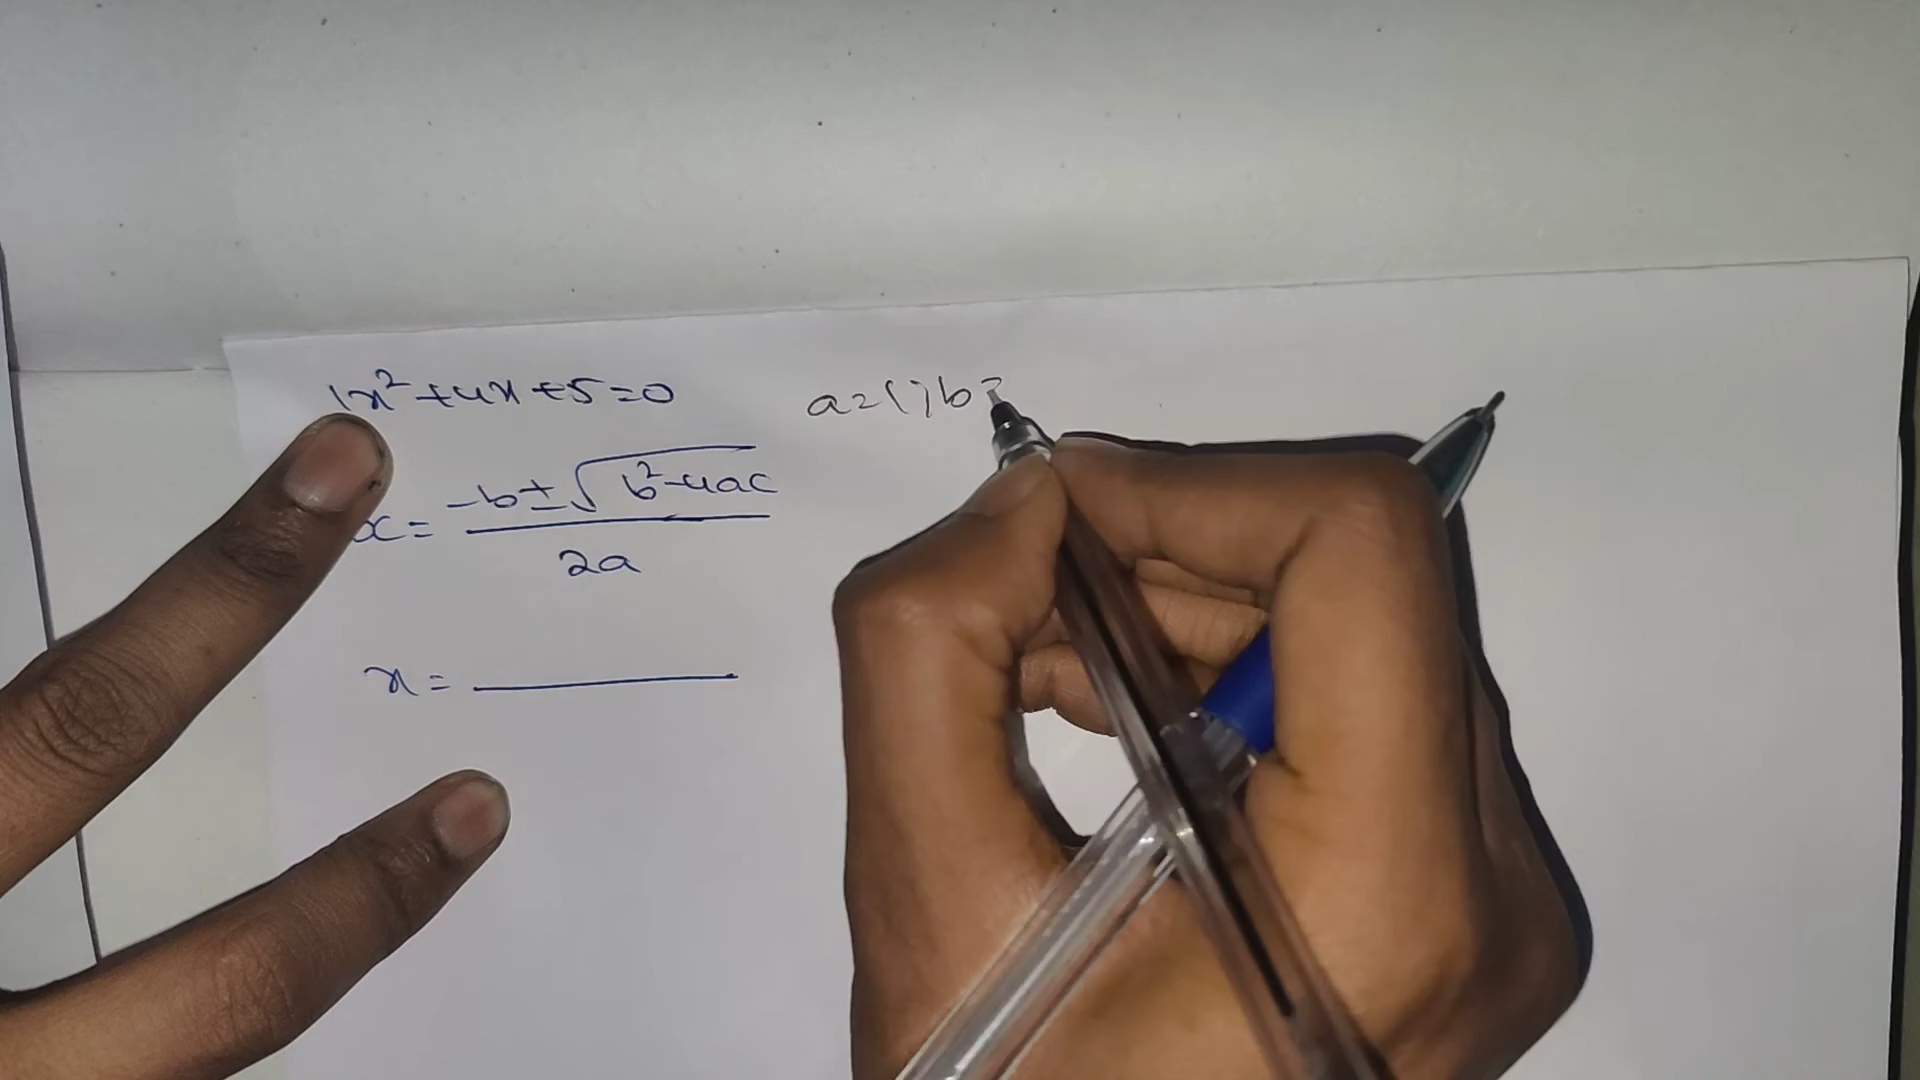 1x²+4x+5=0
a=1, b=
x= -b±√b²-4ac
2a
x=